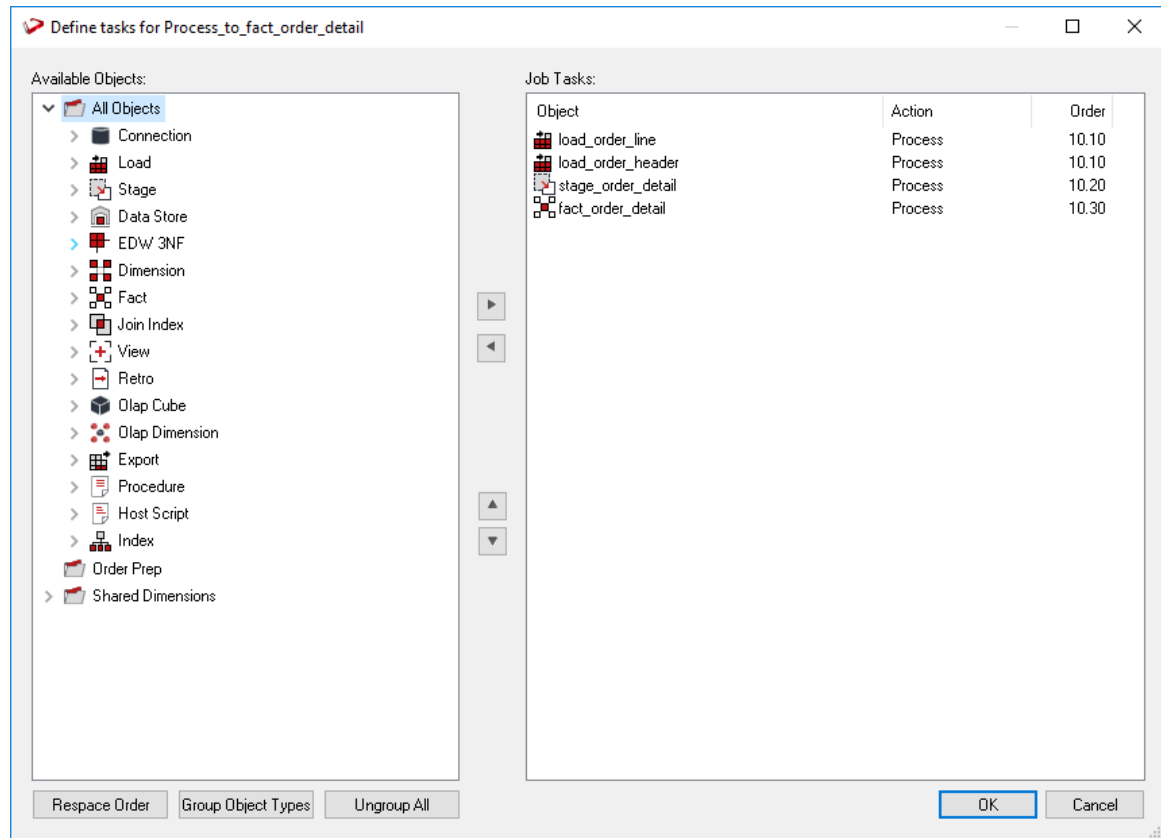 Define tasks for Process_to_fact_order_detail
Available Objects:
All Objects
Connection
Load
Stage
Data Store
EDW 3NF
Dimension
Fact
Join Index
View
Retro
Olap Cube
Olap Dimension
Export
Procedure
Host Script
Index
Order Prep
Shared Dimensions
Job Tasks:
Object Action Order
load_order_line Process 10.10
load_order_header Process 10.10
stage_order_detail Process 10.20
fact_order_detail Process 10.30
Respace Order Group Object Types Ungroup All OK Cancel